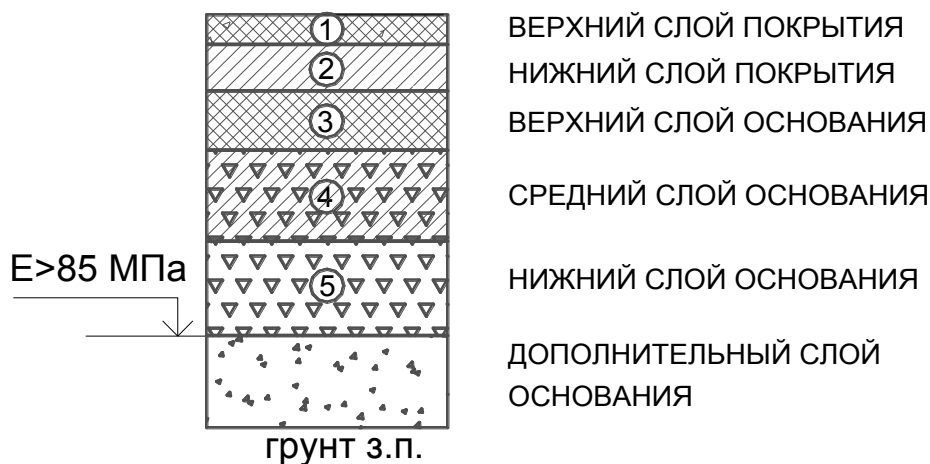 1 ВЕРХНИЙ СЛОЙ ПОКРЫТИЯ
2 НИЖНИЙ СЛОЙ ПОКРЫТИЯ
3 ВЕРХНИЙ СЛОЙ ОСНОВАНИЯ
4 СРЕДНИЙ СЛОЙ ОСНОВАНИЯ
E>85 МПа
5 НИЖНИЙ СЛОЙ ОСНОВАНИЯ
ДОПОЛНИТЕЛЬНЫЙ СЛОЙ
ОСНОВАНИЯ
грунт з.п.